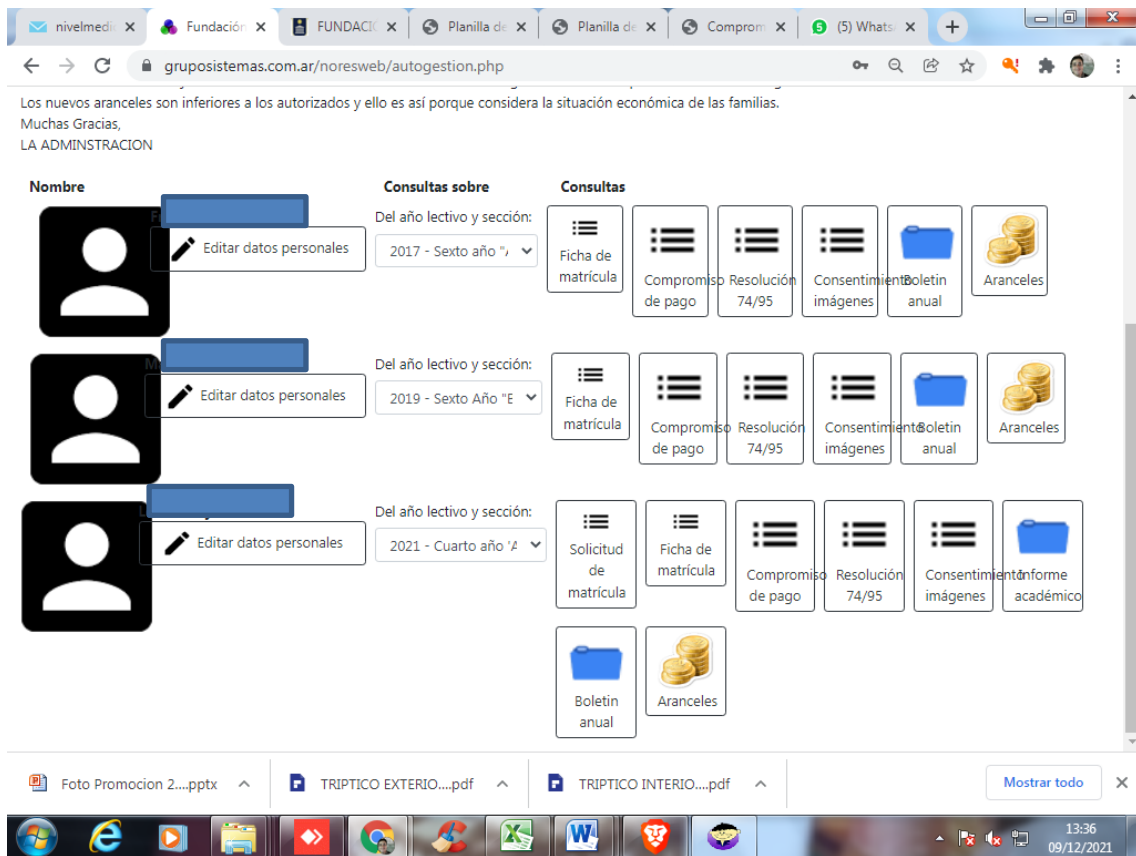 nivelmedic
Fundación
FUNDACIÓ
Planilla de
Planilla de
Comprom
(5) Whats
gruposistemas.com.ar/noresweb/autogestion.php
Los nuevos aranceles son inferiores a los autorizados y ello es así porque considera la situación económica de las familias.
Muchas Gracias,
LA ADMINSTRACION
Nombre
Consultas sobre
Consultas
Editar datos personales
Del año lectivo y sección:
2017 - Sexto año "A
Ficha de
matrícula
Compromiso
de pago
Resolución
74/95
Consentimiento
imágenes
Boletin
anual
Aranceles
Editar datos personales
Del año lectivo y sección:
2019 - Sexto Año "B
Ficha de
matrícula
Compromiso
de pago
Resolución
74/95
Consentimiento
imágenes
Boletin
anual
Aranceles
Editar datos personales
Del año lectivo y sección:
2021 - Cuarto año 'A
Solicitud
de
matrícula
Ficha de
matrícula
Compromiso
de pago
Resolución
74/95
Consentimiento
imágenes
Informe
académico
Boletin
anual
Aranceles
Foto Promocion 2....pptx
TRIPTICO EXTERIO....pdf
TRIPTICO INTERIO....pdf
Mostrar todo
13:36
09/12/2021